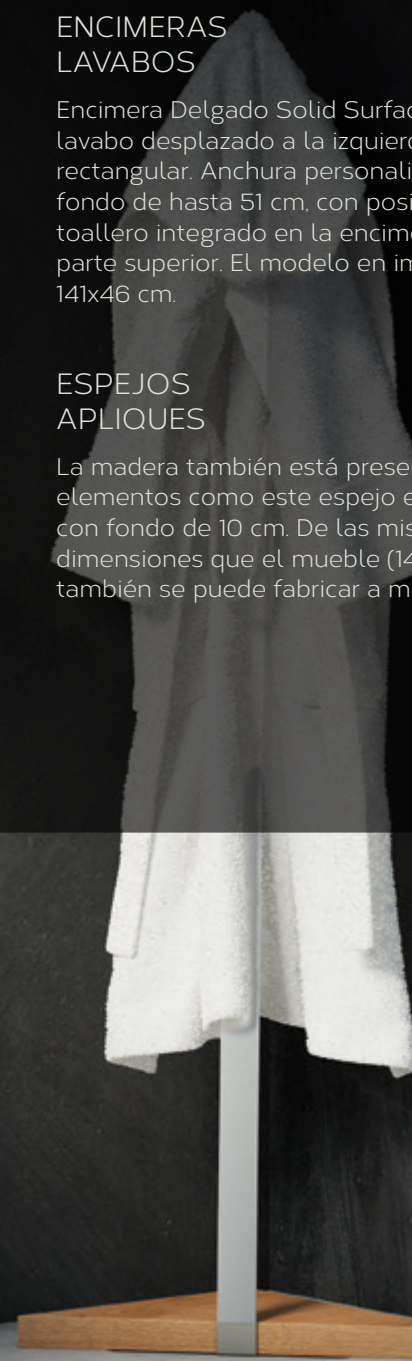 ENCIMERAS
LAVABOS
Encimera Delgado Solid Surfac
lavabo desplazado a la izquierd
rectangular. Anchura personali
fondo de hasta 51 cm, con posi
toallero integrado en la encime
parte superior. El modelo en im
141x46 cm.
ESPEJOS
APLIQUES
La madera también está prese
elementos como este espejo e
con fondo de 10 cm. De las mis
dimensiones que el mueble (14
también se puede fabricar a m